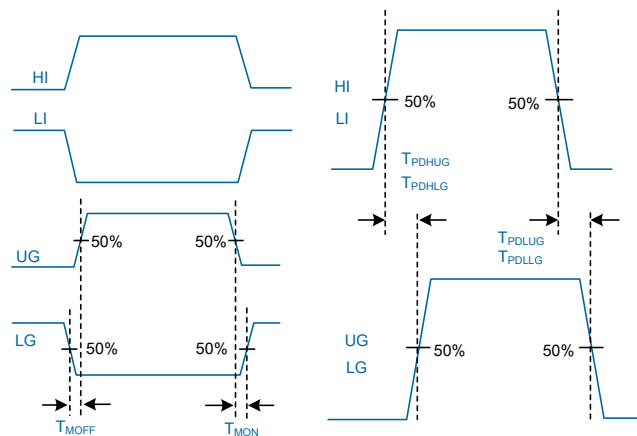 HI
LI
50%
50%
UG
LG
50%
50%
TMOFF
TMON
HI
LI
50%
50%
TPDHUG
TPDHLG
TPDLUG
TPDLLG
UG
LG
50%
50%